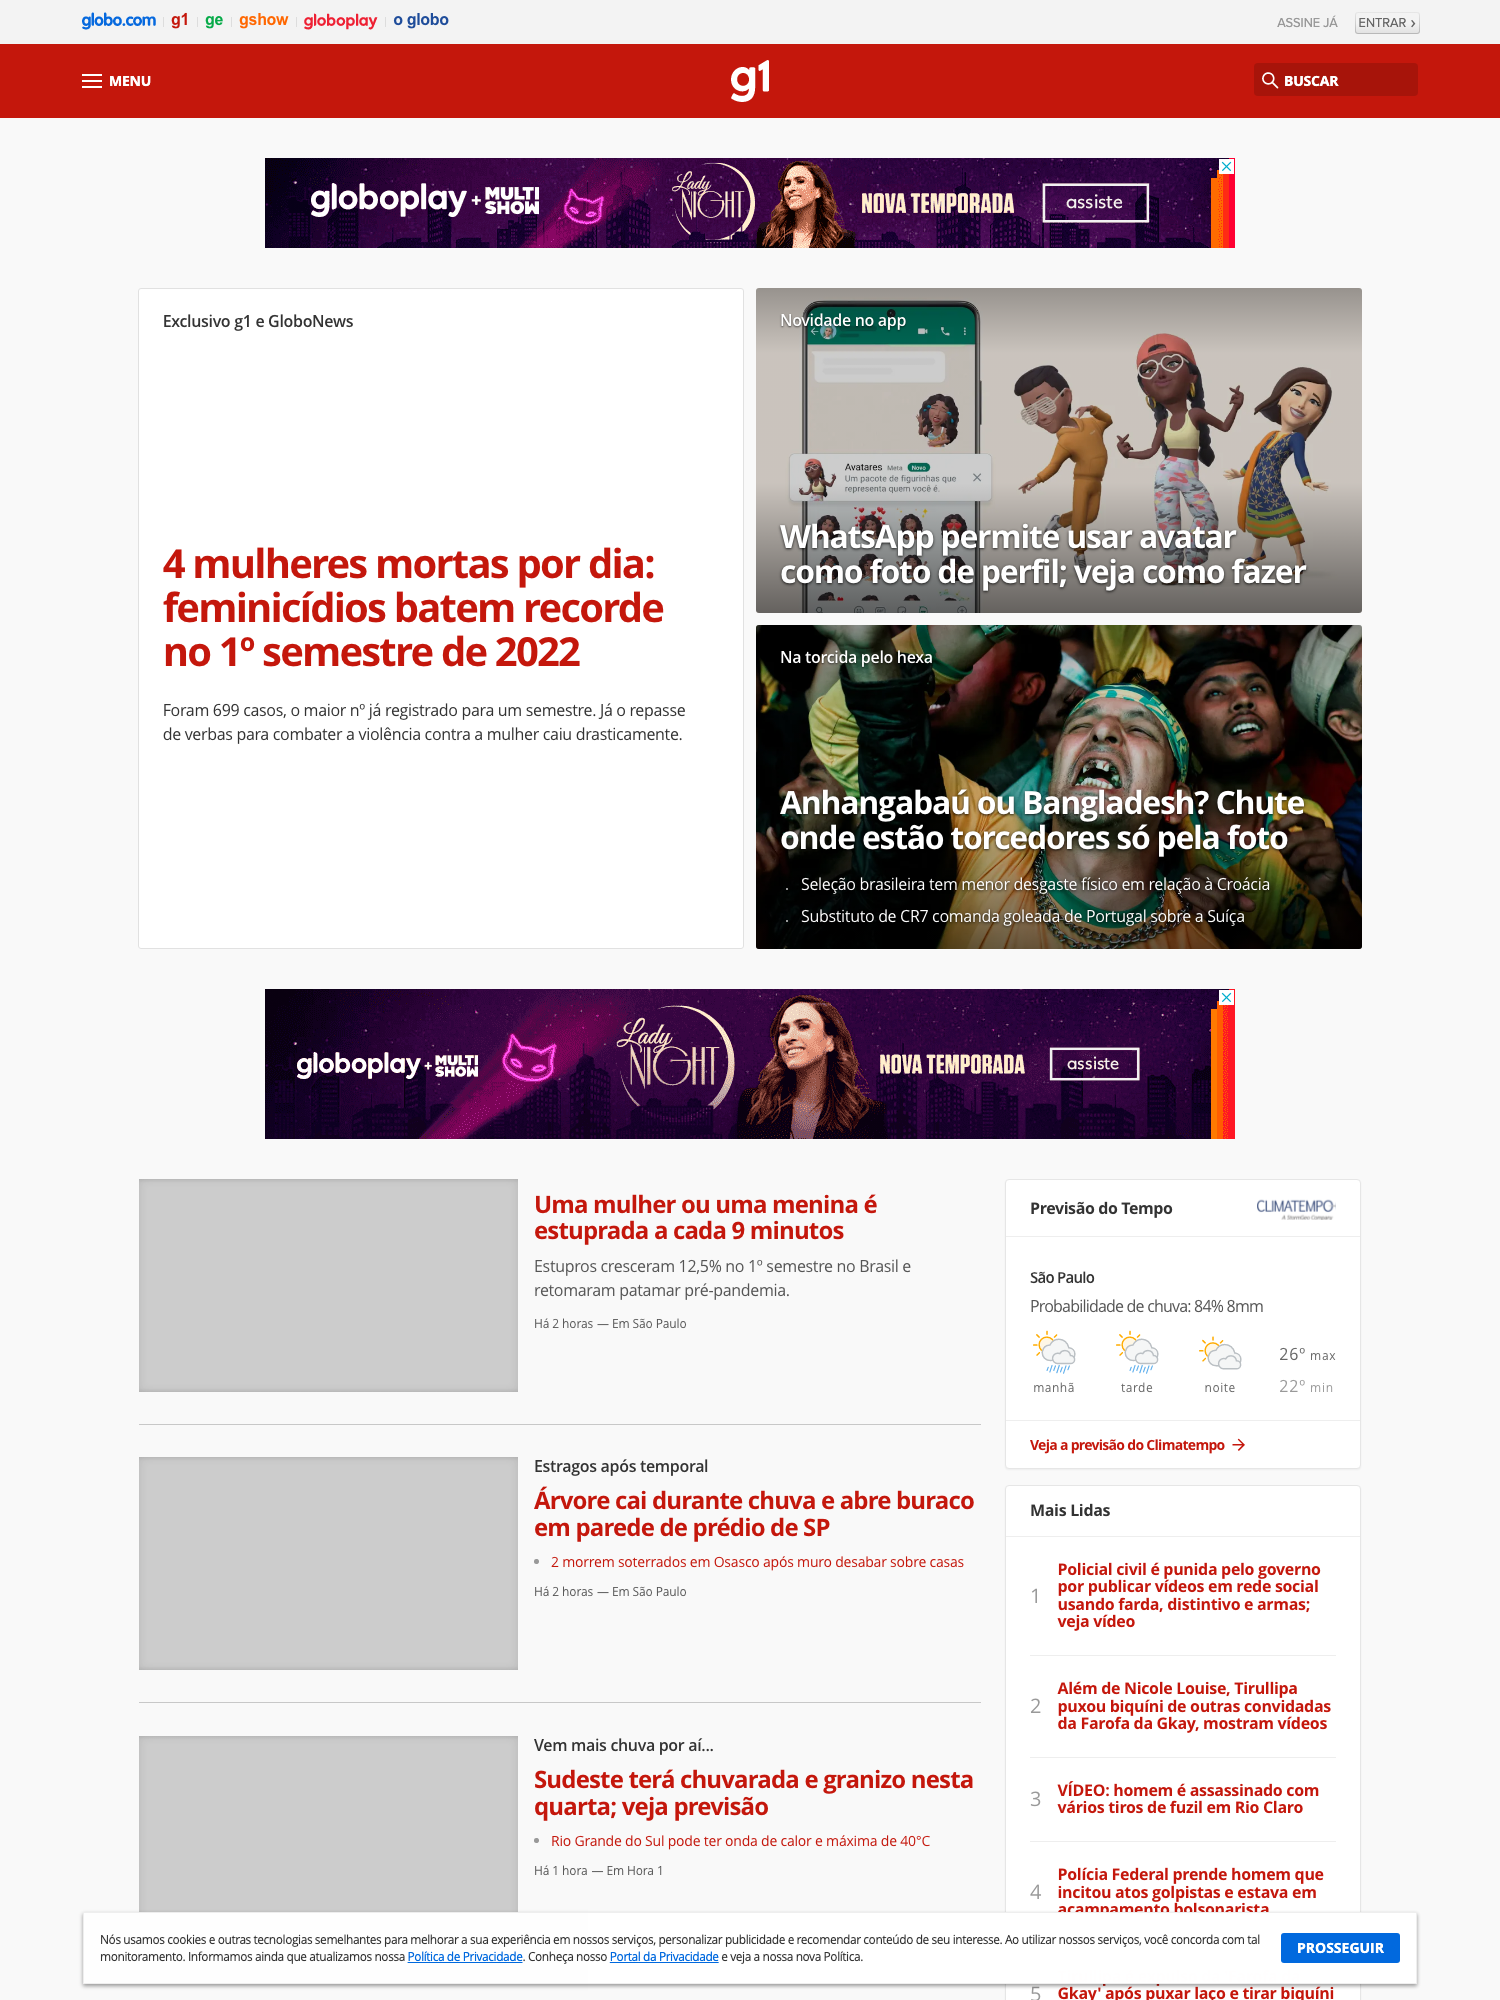 globo.com g1 ge gshow globoplay o globo
ASSINE JÁ ENTRAR ›
MENU
g1
BUSCAR
globoplay + MULTI SHOW
Lady NIGHT
NOVA TEMPORADA
assiste
Exclusivo g1 e GloboNews
4 mulheres mortas por dia:
feminicídios batem recorde
no 1º semestre de 2022
Foram 699 casos, o maior nº já registrado para um semestre. Já o repasse
de verbas para combater a violência contra a mulher caiu drasticamente.
Novidade no app
Avatares Meta Novo
Um pacote de figurinhas que
representa quem você é.
WhatsApp permite usar avatar
como foto de perfil; veja como fazer
Na torcida pelo hexa
Anhangabaú ou Bangladesh? Chute
onde estão torcedores só pela foto
. Seleção brasileira tem menor desgaste físico em relação à Croácia
. Substituto de CR7 comanda goleada de Portugal sobre a Suíça
globoplay + MULTI SHOW
Lady NIGHT
NOVA TEMPORADA
assiste
Uma mulher ou uma menina é
estuprada a cada 9 minutos
Estupros cresceram 12,5% no 1º semestre no Brasil e
retomaram patamar pré-pandemia.
Há 2 horas — Em São Paulo
Estragos após temporal
Árvore cai durante chuva e abre buraco
em parede de prédio de SP
• 2 morrem soterrados em Osasco após muro desabar sobre casas
Há 2 horas — Em São Paulo
Vem mais chuva por aí...
Sudeste terá chuvarada e granizo nesta
quarta; veja previsão
• Rio Grande do Sul pode ter onda de calor e máxima de 40°C
Há 1 hora — Em Hora 1
Previsão do Tempo
CLIMATEMPO
A StormGeo Company
São Paulo
Probabilidade de chuva: 84% 8mm
manhã tarde noite
26º max
22º min
Veja a previsão do Climatempo →
Mais Lidas
1
Policial civil é punida pelo governo
por publicar vídeos em rede social
usando farda, distintivo e armas;
veja vídeo
2
Além de Nicole Louise, Tirullipa
puxou biquíni de outras convidadas
da Farofa da Gkay, mostram vídeos
3
VÍDEO: homem é assassinado com
vários tiros de fuzil em Rio Claro
4
Polícia Federal prende homem que
incitou atos golpistas e estava em
acampamento bolsonarista
5
Gkay' após puxar laço e tirar biquíni
Nós usamos cookies e outras tecnologias semelhantes para melhorar a sua experiência em nossos serviços, personalizar publicidade e recomendar conteúdo de seu interesse. Ao utilizar nossos serviços, você concorda com tal
monitoramento. Informamos ainda que atualizamos nossa Política de Privacidade. Conheça nosso Portal da Privacidade e veja a nossa nova Política.
PROSSEGUIR